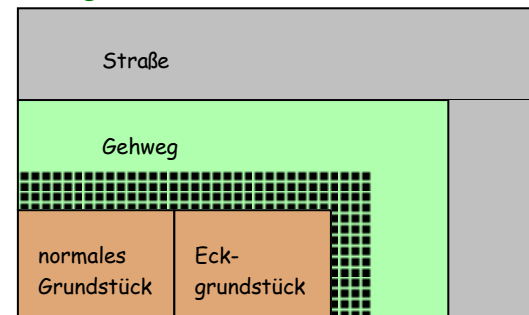 Straße
Gehweg
normales
Grundstück
Eck-
grundstück